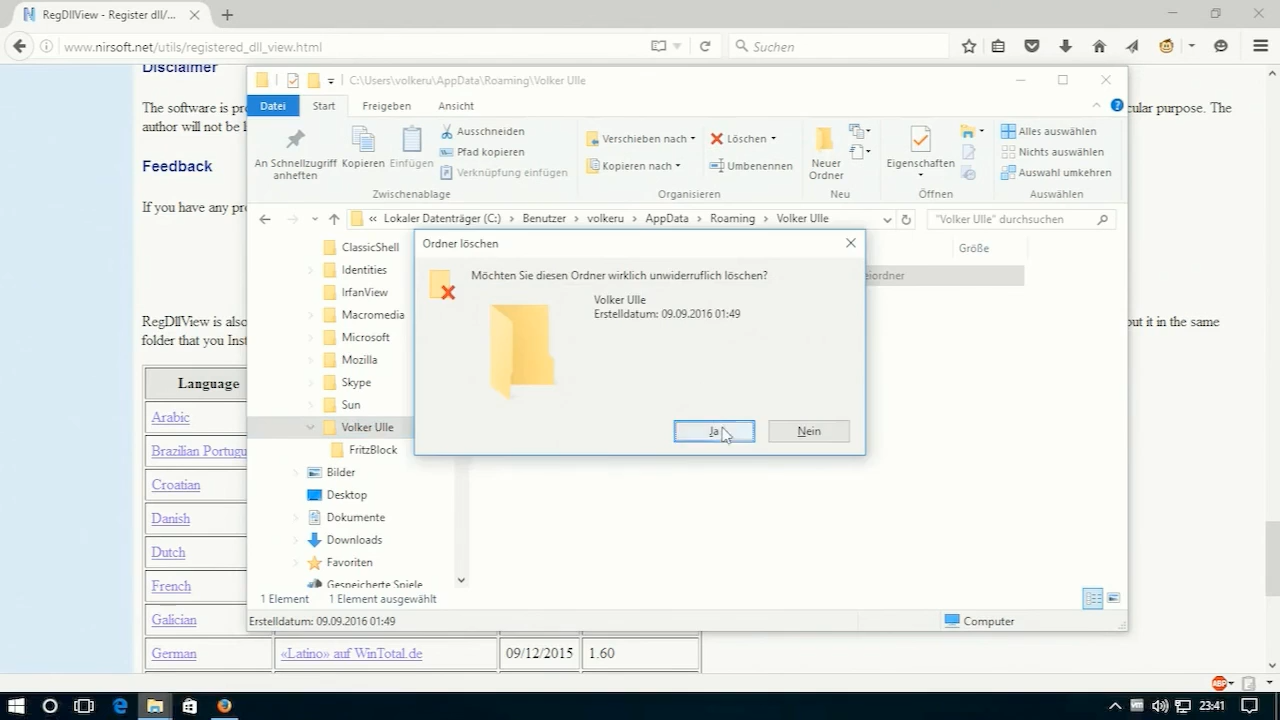 RegDllView - Register dll/...
www.nirsoft.net/utils/registered_dll_view.html
Suchen
Disclaimer
The software is pr
cular purpose. The
author will not be l
Feedback
If you have any pr
RegDllView is also
put it in the same
folder that you Inst
Language
Arabic
Brazilian Portugu
Croatian
Danish
Dutch
French
Galician
German
«Latino» auf WinTotal.de
09/12/2015
1.60
C:\Users\volkeru\AppData\Roaming\Volker Ulle
Datei
Start
Freigeben
Ansicht
An Schnellzugriff
anheften
Kopieren
Einfügen
Ausschneiden
Pfad kopieren
Verknüpfung einfügen
Zwischenablage
Verschieben nach
Kopieren nach
Löschen
Umbenennen
Organisieren
Neuer
Ordner
Neu
Eigenschaften
Öffnen
Alles auswählen
Nichts auswählen
Auswahl umkehren
Auswählen
« Lokaler Datenträger (C:) > Benutzer > volkeru > AppData > Roaming > Volker Ulle
"Volker Ulle" durchsuchen
Größe
eiordner
ClassicShell
Identities
IrfanView
Macromedia
Microsoft
Mozilla
Skype
Sun
Volker Ulle
FritzBlock
Bilder
Desktop
Dokumente
Downloads
Favoriten
Gespeicherte Spiele
Ordner löschen
Möchten Sie diesen Ordner wirklich unwiderruflich löschen?
Volker Ulle
Erstelldatum: 09.09.2016 01:49
Ja
Nein
1 Element
1 Element ausgewählt
Erstelldatum: 09.09.2016 01:49
Computer
ABP
23:41